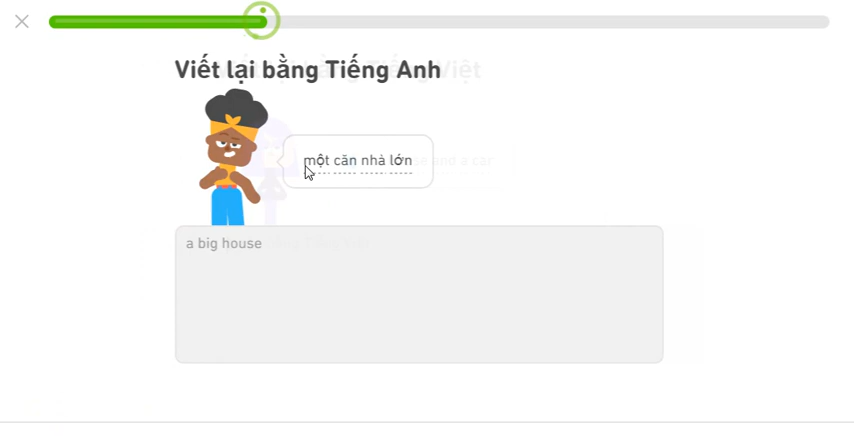 Viết lại bằng Tiếng Anh
một căn nhà lớn
a big house